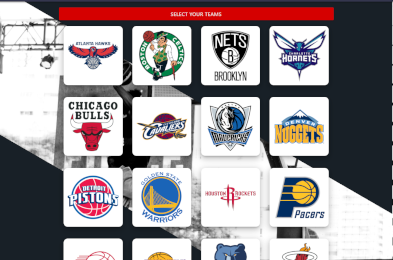 SELECT YOUR TEAMS
ATLANTA HAWKS
BOSTON CELTICS
NETS
B
BROOKLYN
CHARLOTTE
HORNETS
CHICAGO
BULLS
CAVALIERS
MAVERICKS
DENVER
NUGGETS
DETROIT
PISTONS
GOLDEN STATE
WARRIORS
HOUSTON ROCKETS
Pacers